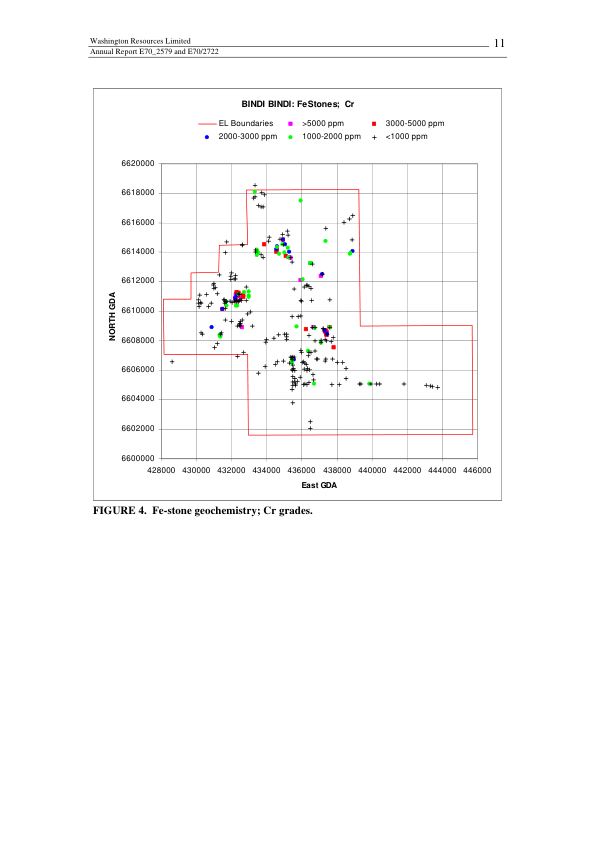 Washington Resources Limited 11
Annual Report E70_2579 and E70/2722
BINDI BINDI: FeStones; Cr
EL Boundaries >5000 ppm 3000-5000 ppm
2000-3000 ppm 1000-2000 ppm <1000 ppm
6620000
6618000
6616000
6614000
6612000
6610000
6608000
6606000
6604000
6602000
6600000
NORTH GDA
428000 430000 432000 434000 436000 438000 440000 442000 444000 446000
East GDA
FIGURE 4. Fe-stone geochemistry; Cr grades.